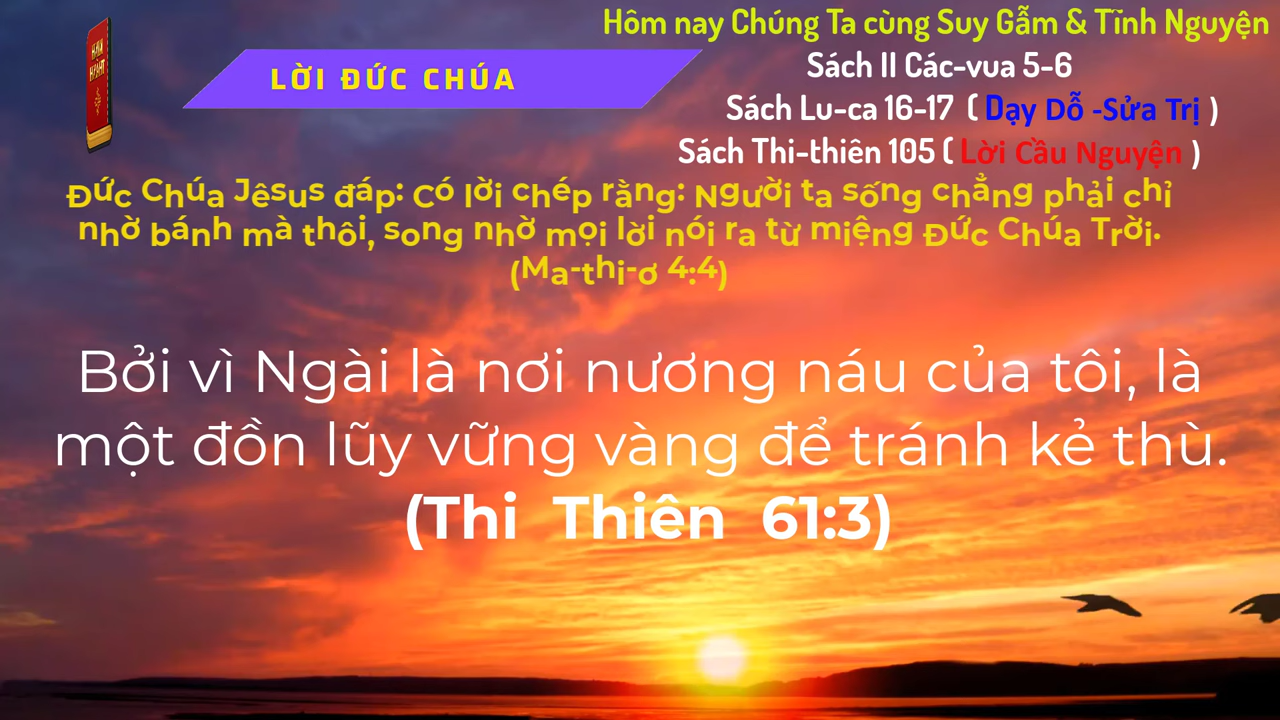 Hôm nay Chúng Ta cùng Suy Gẫm & Tĩnh Nguyện
Sách II Các-vua 5-6
LỜI ĐỨC CHÚA
Sách Lu-ca 16-17 ( Dạy Dỗ -Sửa Trị )
Sách Thi-thiên 105 ( Lời Cầu Nguyện )
Đức Chúa Jêsus đáp: Có lời chép rằng: Người ta sống chẳng phải chỉ
nhờ bánh mà thôi, song nhờ mọi lời nói ra từ miệng Đức Chúa Trời.
(Ma-thi-ơ 4:4)
Bởi vì Ngài là nơi nương náu của tôi, là
một đồn lũy vững vàng để tránh kẻ thù.
(Thi Thiên 61:3)